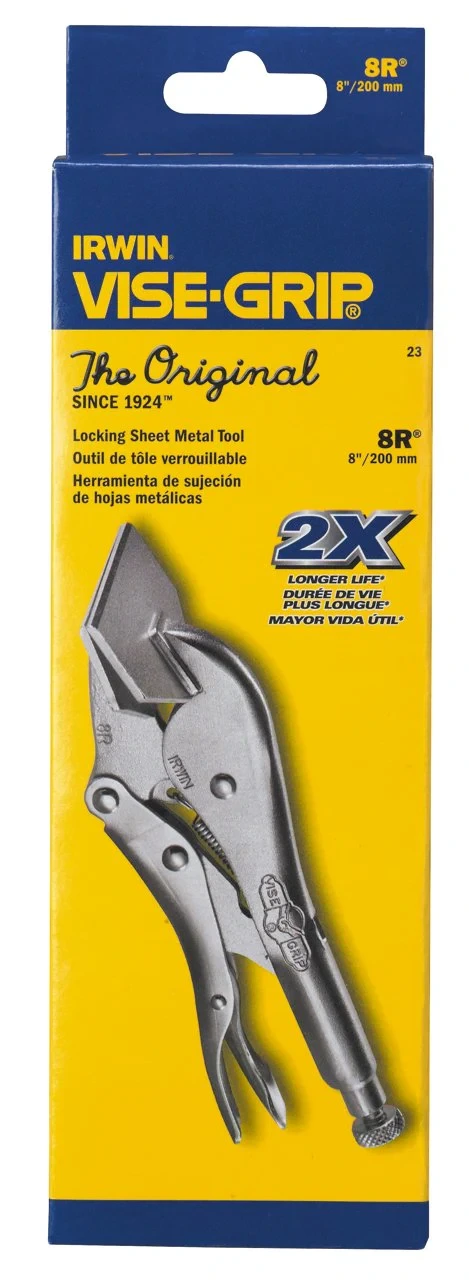 8R®
8"/200 mm
IRWIN®
VISE-GRIP®
The Original
23
SINCE 1924™
Locking Sheet Metal Tool
8R®
Outil de tôle verrouillable
8"/200 mm
Herramienta de sujeción
de hojas metálicas
2X
LONGER LIFE*
DURÉE DE VIE
PLUS LONGUE*
MAYOR VIDA ÚTIL*
8R
IRWIN
VISE
GRIP